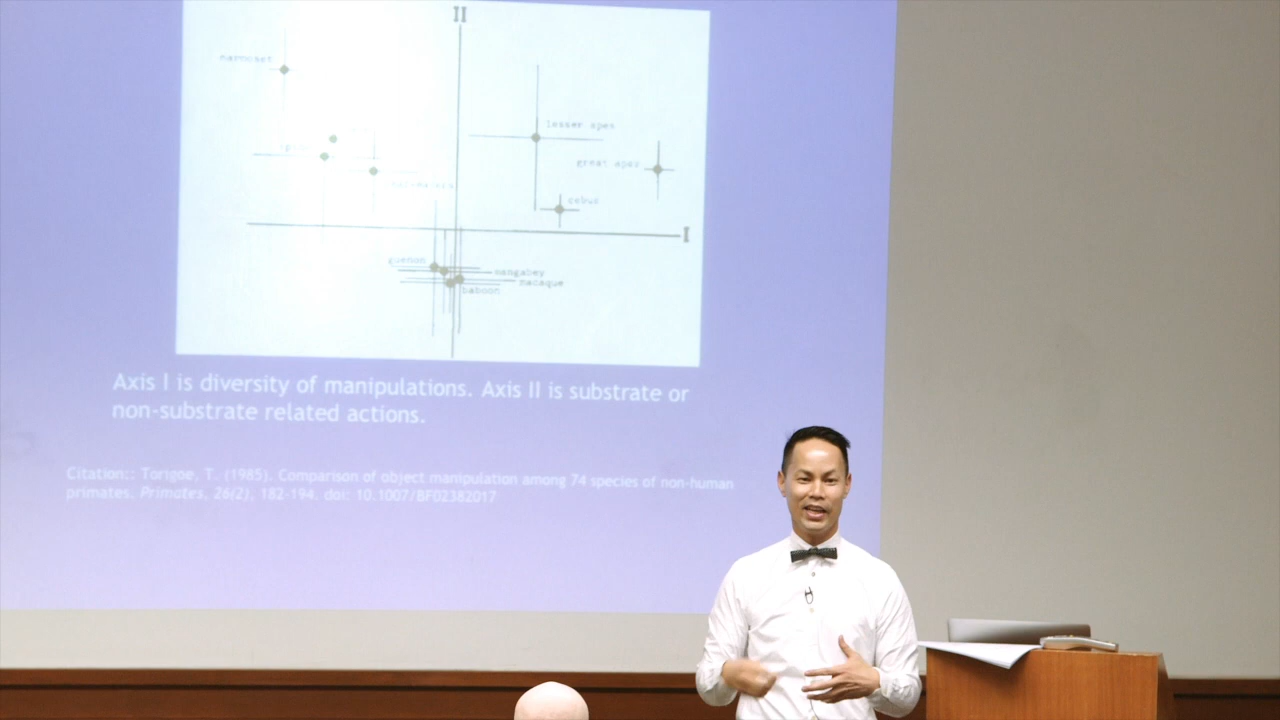 II
marmoset
lesser apes
great apes
cebus
I
guenon
mangabey
macaque
baboon
Axis I is diversity of manipulations. Axis II is substrate or
non-substrate related actions.
Citation:: Torigoe, T. (1985). Comparison of object manipulation among 74 species of non-human
primates. Primates, 26(2), 182-194. doi: 10.1007/BF02382017